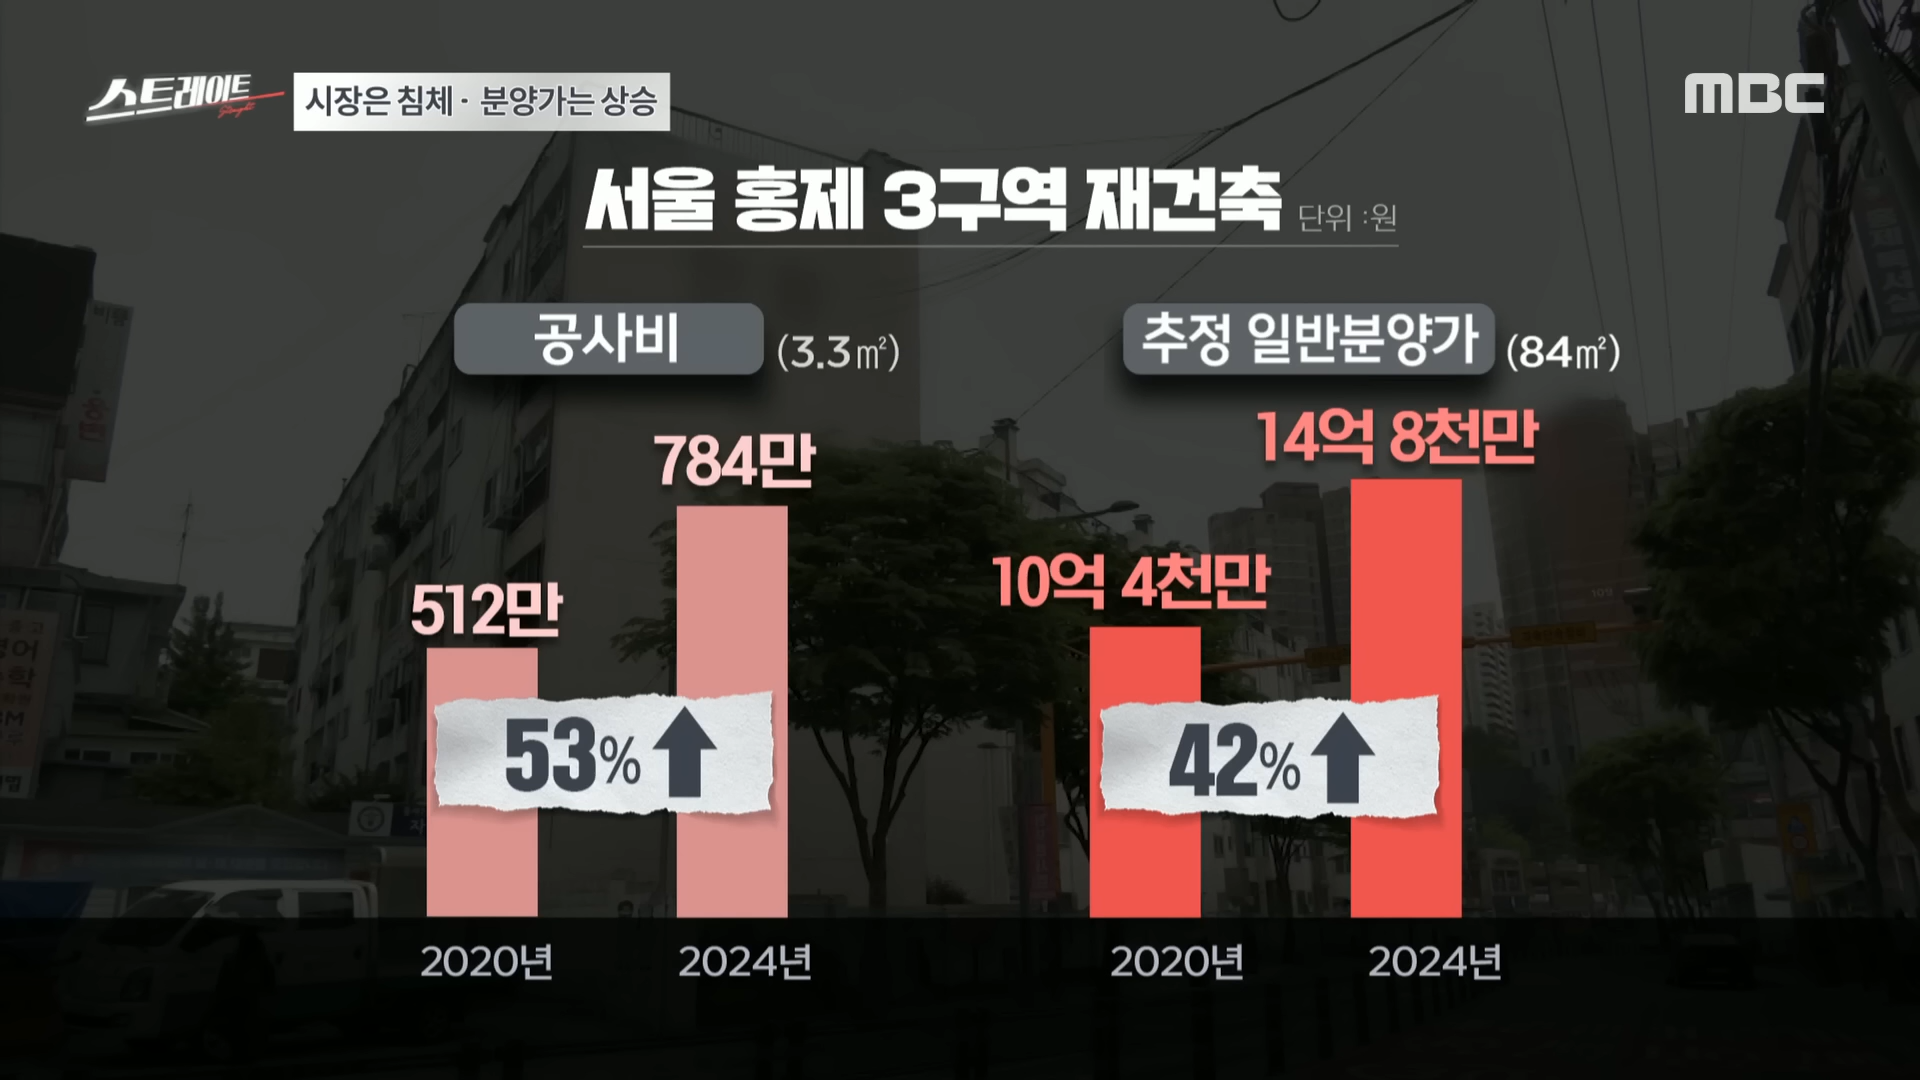 스트레이트
Straight
시장은 침체· 분양가는 상승
MBC
서울 홍제 3구역 재건축 단위 :원
공사비 (3.3㎡)
추정 일반분양가 (84㎡)
512만
784만
53%
2020년
2024년
10억 4천만
14억 8천만
42%
2020년
2024년